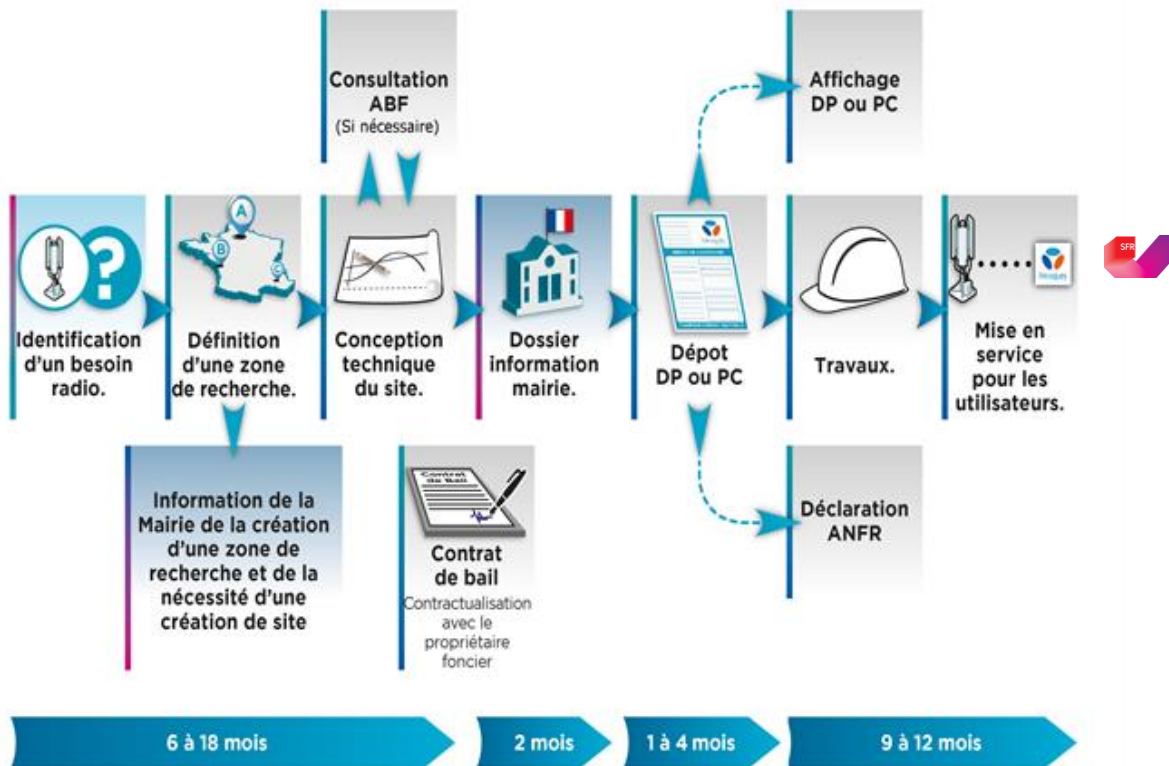 Consultation
ABF
(Si nécessaire)
Affichage
DP ou PC
A
B
C
SFR
Identification
d'un besoin
radio.
Définition
d'une zone
de recherche.
Conception
technique
du site.
Dossier
information
mairie.
Dépot
DP ou PC
Travaux.
Mise en
service
pour les
utilisateurs.
Information de la
Mairie de la création
d'une zone de
recherche et de la
nécessité d'une
création de site
Contrat
de Bail
Contrat
de bail
Contractualisation
avec le
propriétaire
foncier
Déclaration
ANFR
6 à 18 mois
2 mois
1 à 4 mois
9 à 12 mois